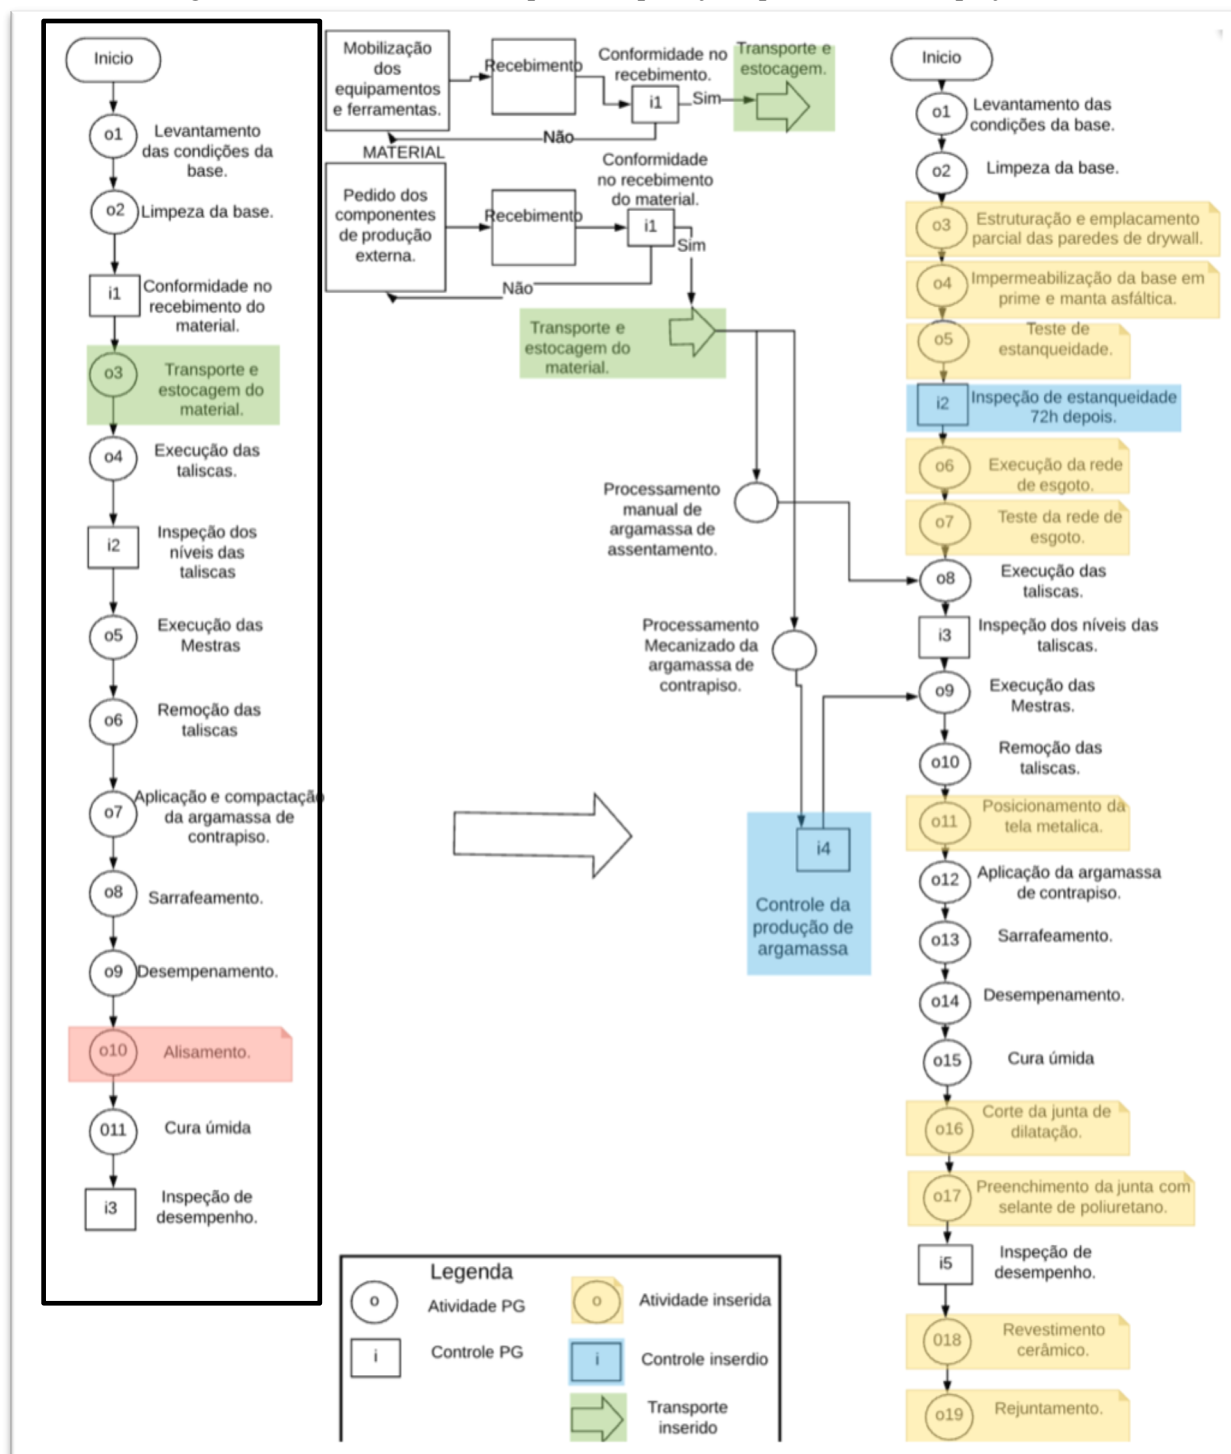 Inicio
o1
Levantamento
das condições da
base.
o2
Limpeza da base.
i1
Conformidade no
recebimento do
material.
o3
Transporte e
estocagem do
material.
o4
Execução das
taliscas.
i2
Inspeção dos
níveis das
taliscas
o5
Execução das
Mestras
o6
Remoção das
taliscas
o7
Aplicação e compactação
da argamassa de
contrapiso.
o8
Sarrafeamento.
o9
Desempenamento.
o10
Alisamento.
011
Cura úmida
i3
Inspeção de
desempenho.
Mobilização
dos
equipamentos
e ferramentas.
Recebimento
Conformidade no
recebimento.
i1
Sim
Transporte e
estocagem.
Não
MATERIAL
Pedido dos
componentes
de produção
externa.
Recebimento
Conformidade
no recebimento
do material.
i1
Sim
Não
Transporte e
estocagem do
material.
Processamento
manual de
argamassa de
assentamento.
Processamento
Mecanizado da
argamassa de
contrapiso.
i4
Controle da
produção de
argamassa
Inicio
o1
Levantamento das
condições da base.
o2
Limpeza da base.
o3
Estruturação e emplacamento
parcial das paredes de drywall.
o4
Impermeabilização da base em
prime e manta asfáltica.
o5
Teste de
estanqueidade.
i2
Inspeção de estanqueidade
72h depois.
o6
Execução da rede
de esgoto.
o7
Teste da rede de
esgoto.
o8
Execução das
taliscas.
i3
Inspeção dos níveis das
taliscas.
o9
Execução das
Mestras.
o10
Remoção das
taliscas.
o11
Posicionamento da
tela metalica.
o12
Aplicação da argamassa
de contrapiso.
o13
Sarrafeamento.
o14
Desempenamento.
o15
Cura úmida
o16
Corte da junta de
dilatação.
o17
Preenchimento da junta com
selante de poliuretano.
i5
Inspeção de
desempenho.
018
Revestimento
cerâmico.
o19
Rejuntamento.
Legenda
o
Atividade PG
o
Atividade inserida
i
Controle PG
i
Controle inserdio
Transporte
inserido